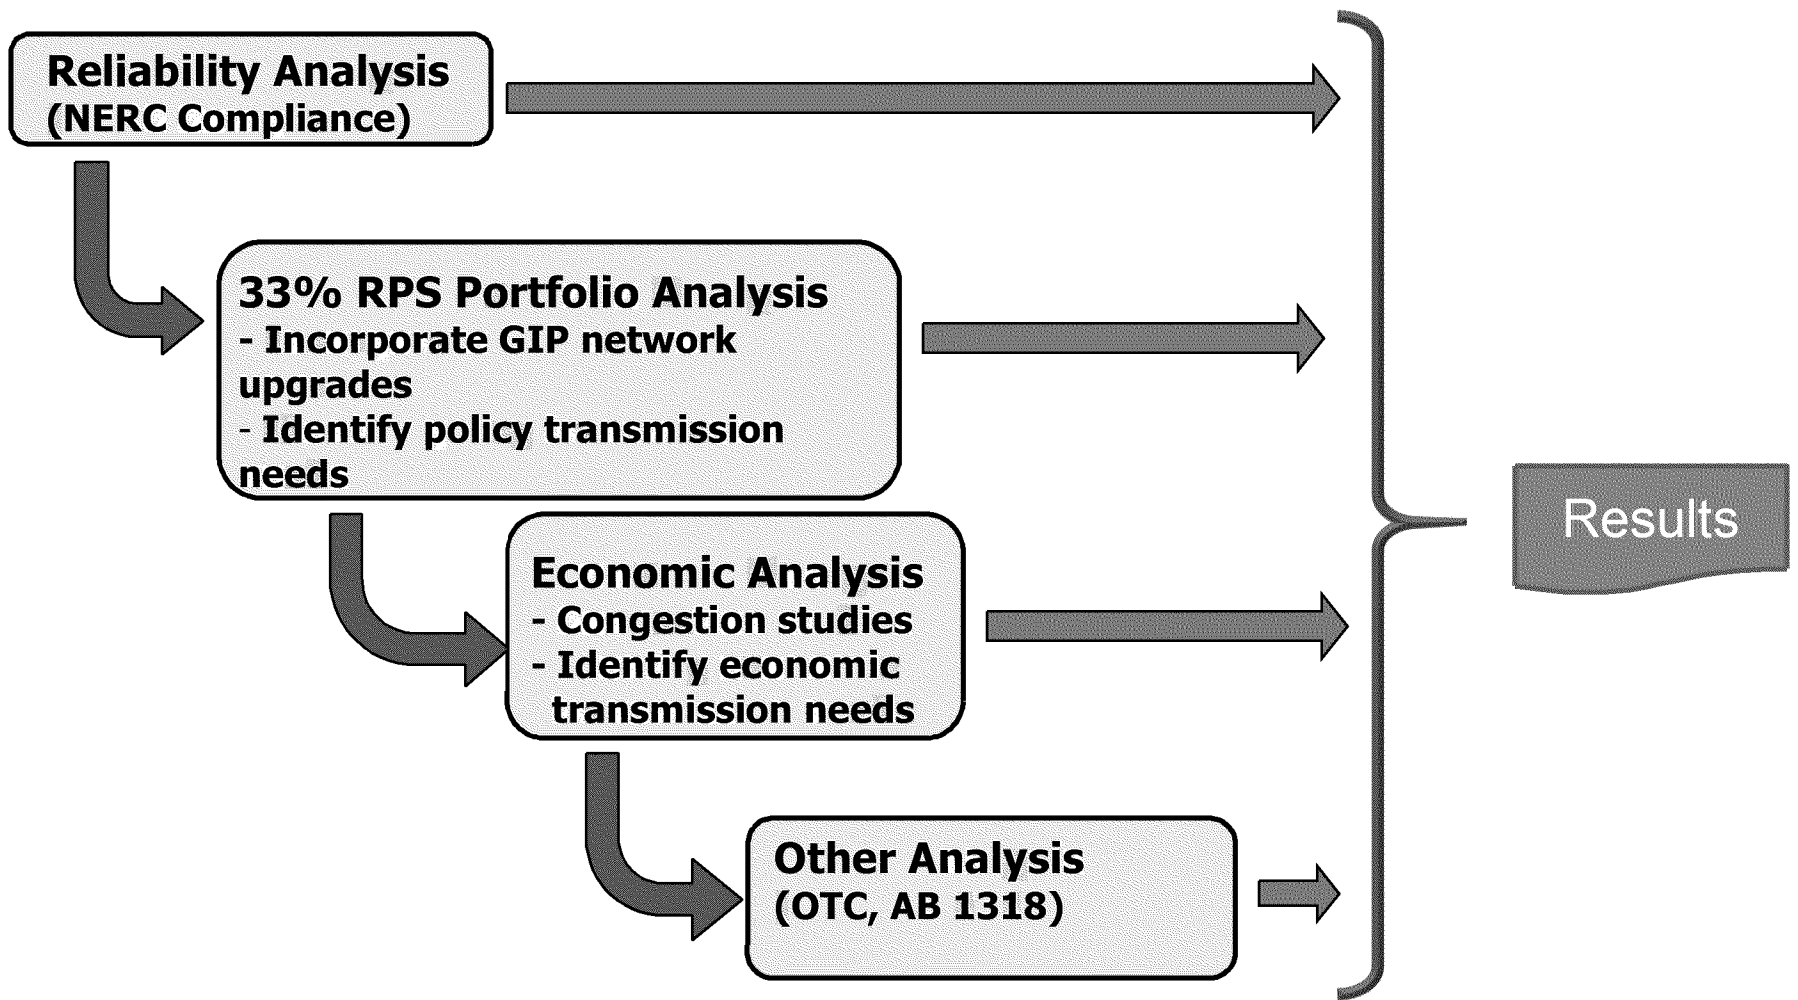 Reliability Analysis
(NERC Compliance)
33% RPS Portfolio Analysis
- Incorporate GIP network
upgrades
- Identify policy transmission
needs
Economic Analysis
- Congestion studies
- Identify economic
transmission needs
Other Analysis
(OTC, AB 1318)
Results